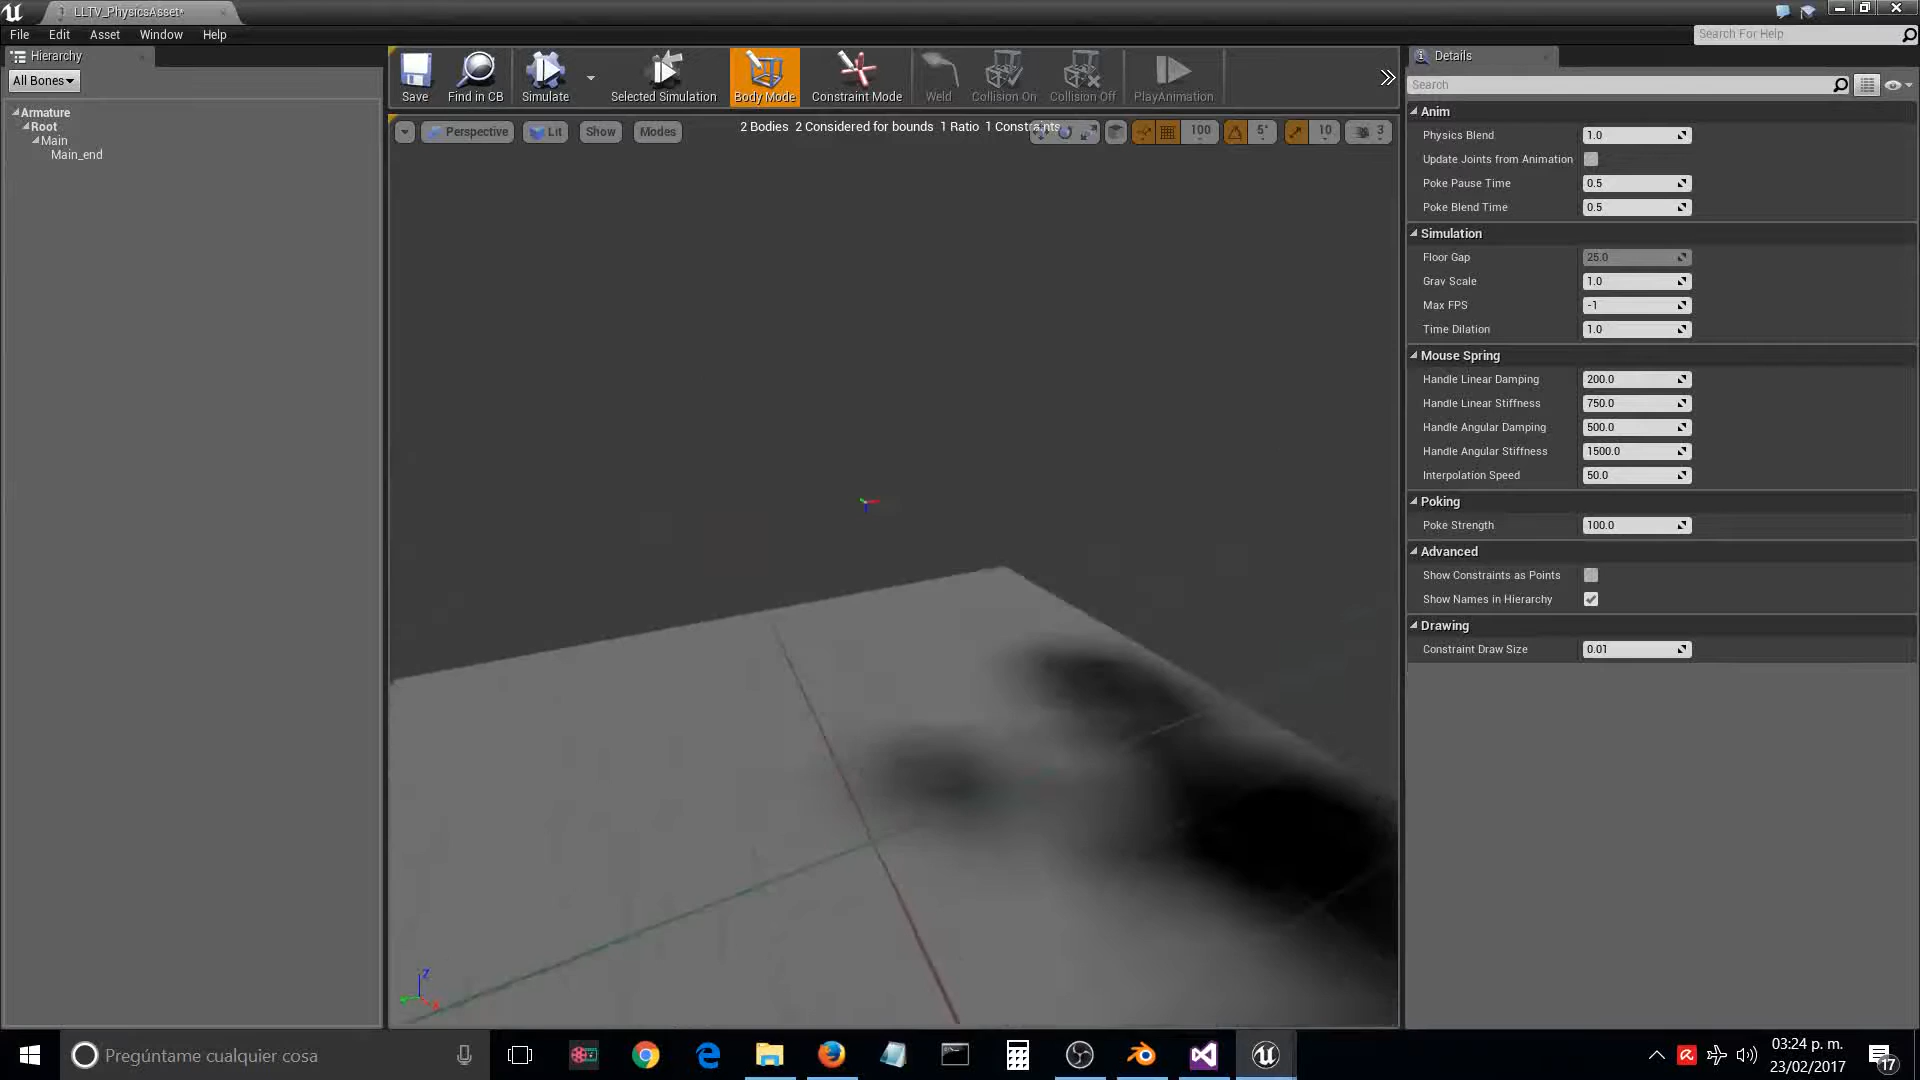 LLTV_PhysicsAsset*
File Edit Asset Window Help
Search For Help
Hierarchy
All Bones
Armature
Root
Main
Main_end
Save
Find in CB
Simulate
Selected Simulation
Body Mode
Constraint Mode
Weld
Collision On
Collision Off
PlayAnimation
Perspective
Lit
Show
Modes
2 Bodies 2 Considered for bounds 1 Ratio 1 Constraints
100
5°
10
3
Z
X
Details
Search
Anim
Physics Blend 1.0
Update Joints from Animation
Poke Pause Time 0.5
Poke Blend Time 0.5
Simulation
Floor Gap 25.0
Grav Scale 1.0
Max FPS -1
Time Dilation 1.0
Mouse Spring
Handle Linear Damping 200.0
Handle Linear Stiffness 750.0
Handle Angular Damping 500.0
Handle Angular Stiffness 1500.0
Interpolation Speed 50.0
Poking
Poke Strength 100.0
Advanced
Show Constraints as Points
Show Names in Hierarchy
Drawing
Constraint Draw Size 0.01
Pregúntame cualquier cosa
03:24 p. m.
23/02/2017
17